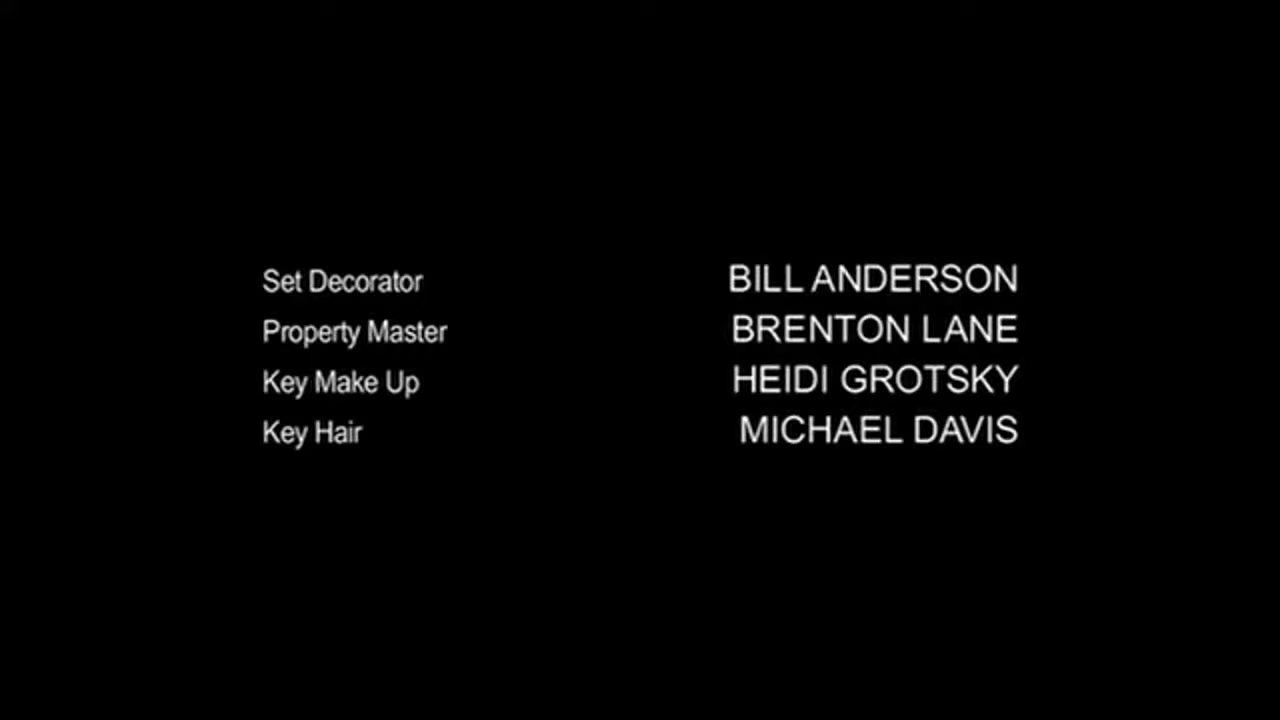 Set Decorator BILL ANDERSON
Property Master BRENTON LANE
Key Make Up HEIDI GROTSKY
Key Hair MICHAEL DAVIS